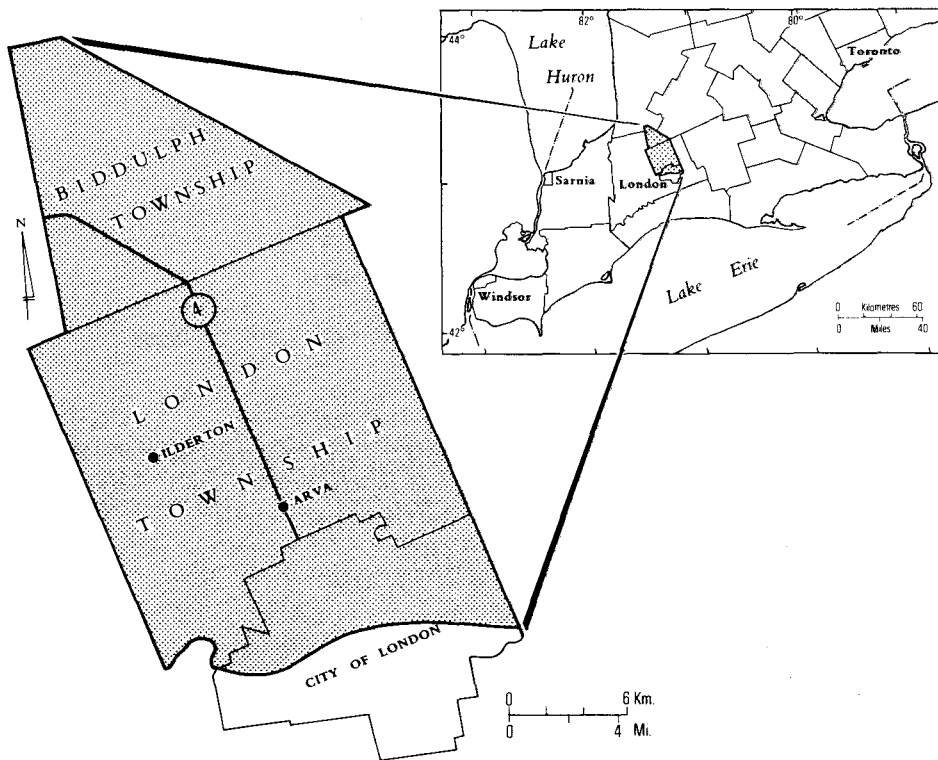 BIDDULPH
TOWNSHIP
N
4
LONDON
TOWNSHIP
ILDERTON
ARVA
CITY OF LONDON
0 6 Km.
0 4 Mi.
82° 80°
44°
Lake
Huron
Toronto
Sarnia
London
Windsor
Lake Erie
42°
0 Kilometres 60
0 Miles 40